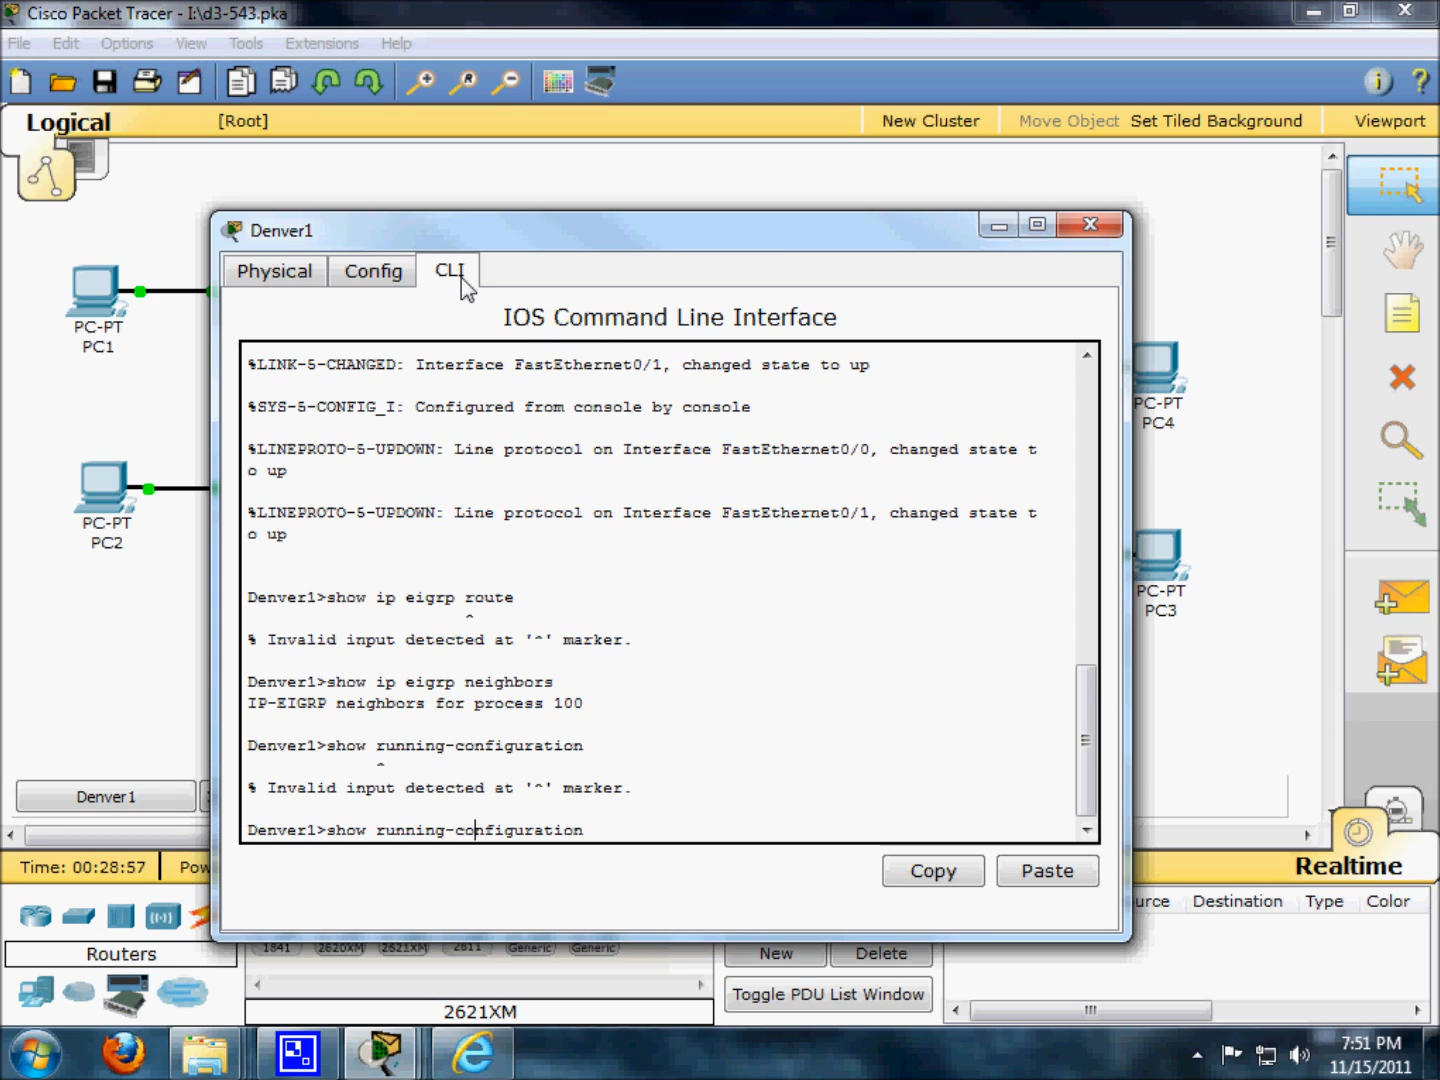 Cisco Packet Tracer - I:\d3-543.pka
File Edit Options View Tools Extensions Help
Logical [Root] New Cluster Move Object Set Tiled Background Viewport
Denver1
Physical Config CLI
IOS Command Line Interface
%LINK-5-CHANGED: Interface FastEthernet0/1, changed state to up
%SYS-5-CONFIG_I: Configured from console by console
%LINEPROTO-5-UPDOWN: Line protocol on Interface FastEthernet0/0, changed state t
o up
%LINEPROTO-5-UPDOWN: Line protocol on Interface FastEthernet0/1, changed state t
o up
Denver1>show ip eigrp route
^
% Invalid input detected at '^' marker.
Denver1>show ip eigrp neighbors
IP-EIGRP neighbors for process 100
Denver1>show running-configuration
^
% Invalid input detected at '^' marker.
Denver1>show running-configuration
Copy Paste
PC-PT
PC1
PC-PT
PC2
PC-PT
PC4
PC-PT
PC3
Denver1
Time: 00:28:57 Pow
Realtime
urce Destination Type Color
Routers
1841 2620XM 2621XM 2811 Generic Generic
2621XM
New Delete
Toggle PDU List Window
7:51 PM
11/15/2011